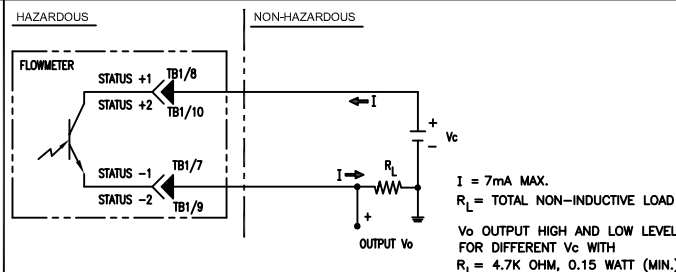 HAZARDOUS
NON-HAZARDOUS
FLOWMETER
STATUS +1
TB1/8
STATUS +2
TB1/10
I
+
Vc
−
STATUS -1
TB1/7
STATUS -2
TB1/9
I
RL
+
OUTPUT Vo
I = 7mA MAX.
RL= TOTAL NON-INDUCTIVE LOAD
Vo OUTPUT HIGH AND LOW LEVEL
FOR DIFFERENT Vc WITH
RL = 4.7K OHM, 0.15 WATT (MIN.)